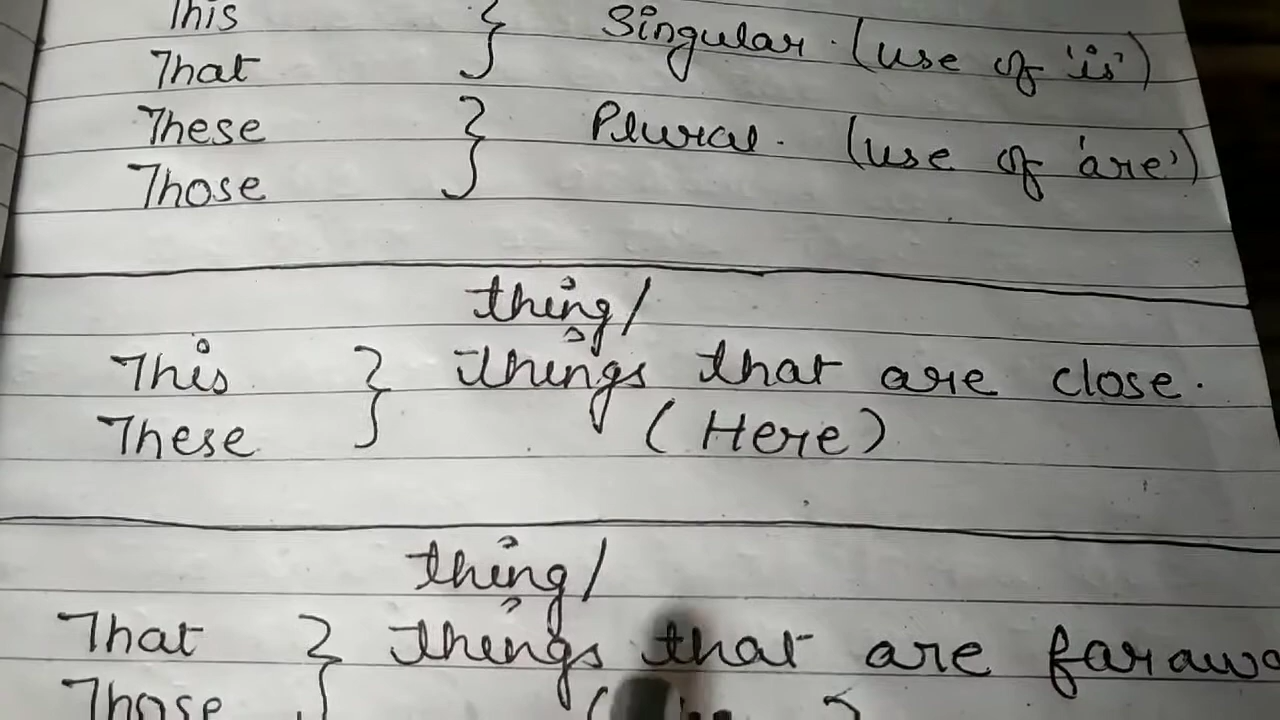 This } Singular. (use of 'is')
That
These } Plural. (use of 'are')
Those
thing/
This } things that are close.
These (Here)
thing/
That } things that are
Those